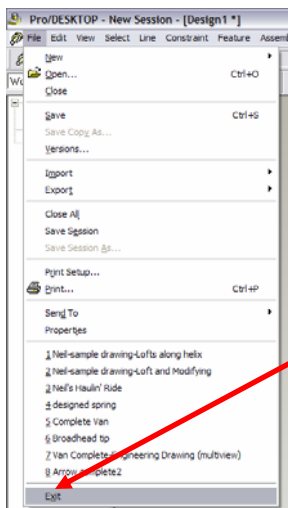 Pro/DESKTOP - New Session - [Design1 *]
File Edit View Select Line Constraint Feature Assem
New
Open... Ctrl+O
Close
Save Ctrl+S
Save Copy As...
Versions...
Import
Export
Close All
Save Session
Save Session As...
Print Setup...
Print... Ctrl+P
Send To
Properties
1 Neil-sample drawing-Lofts along helix
2 Neil-sample drawing-Loft and Modifying
3 Neil's Haulin' Ride
4 designed spring
5 Complete Van
6 Broadhead tip
7 Van Complete-Engineering Drawing (multiview)
8 Arrow complete2
Exit